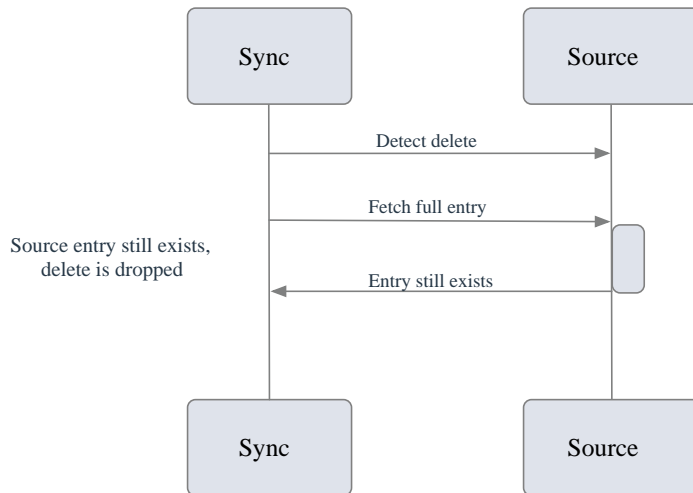 Sync
Source
Detect delete
Fetch full entry
Source entry still exists,
delete is dropped
Entry still exists
Sync
Source